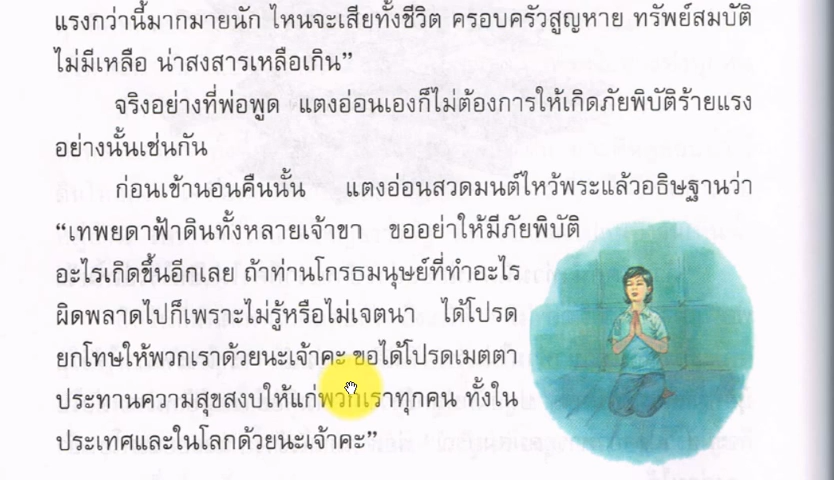 แรงกว่านี้มากมายนัก ไหนจะเสียทั้งชีวิต ครอบครัวสูญหาย ทรัพย์สมบัติ
ไม่มีเหลือ น่าสงสารเหลือเกิน”
จริงอย่างที่พ่อพูด แตงอ่อนเองก็ไม่ต้องการให้เกิดภัยพิบัติร้ายแรง
อย่างนั้นเช่นกัน
ก่อนเข้านอนคืนนั้น แตงอ่อนสวดมนต์ไหว้พระแล้วอธิษฐานว่า
“เทพยดาฟ้าดินทั้งหลายเจ้าขา ขออย่าให้มีภัยพิบัติ
อะไรเกิดขึ้นอีกเลย ถ้าท่านโกรธมนุษย์ที่ทำอะไร
ผิดพลาดไปก็เพราะไม่รู้หรือไม่เจตนา ได้โปรด
ยกโทษให้พวกเราด้วยนะเจ้าคะ ขอได้โปรดเมตตา
ประทานความสุขสงบให้แก่พวกเราทุกคน ทั้งใน
ประเทศและในโลกด้วยนะเจ้าคะ”